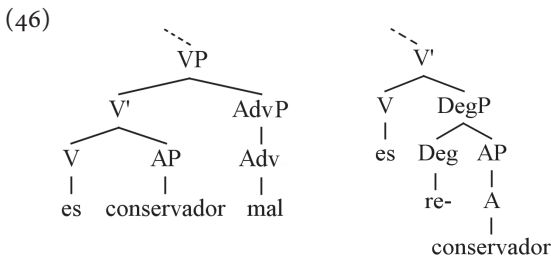 (46)
VP V'
V' AdvP V DegP
V AP Adv es Deg AP
es conservador mal re- A
conservador